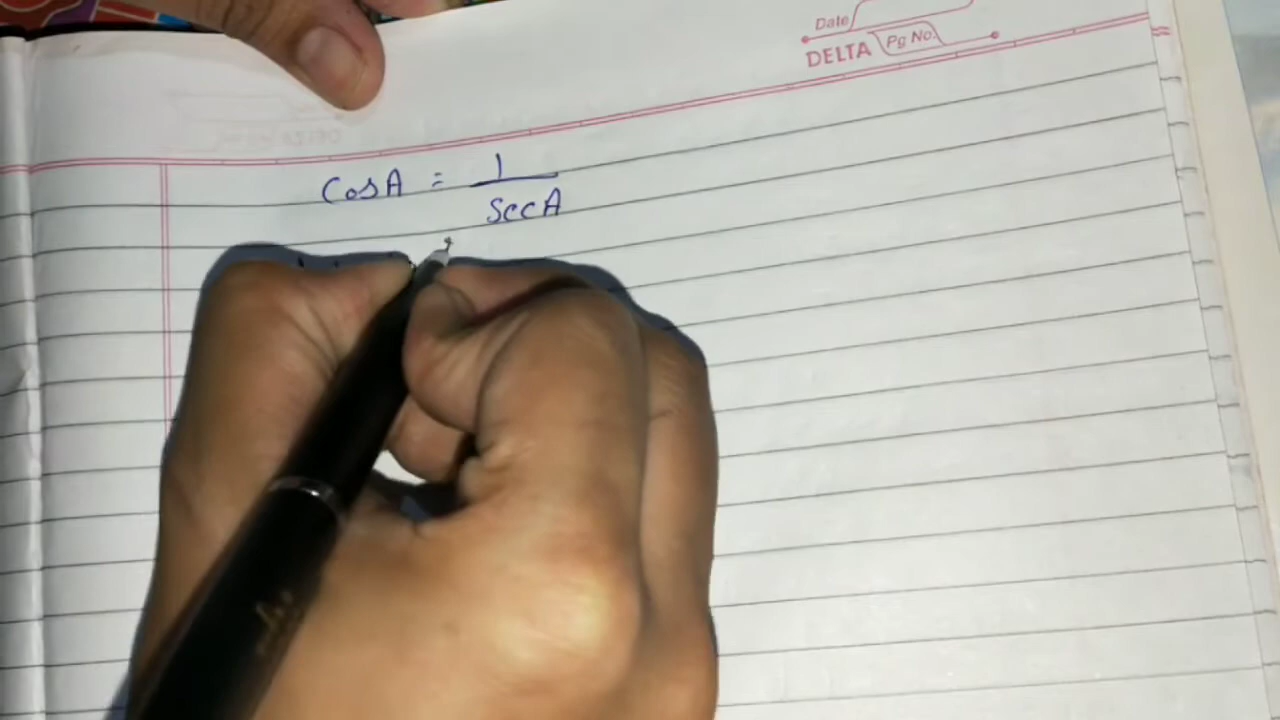 Date
DELTA Pg No.
CosA = 1/SecA